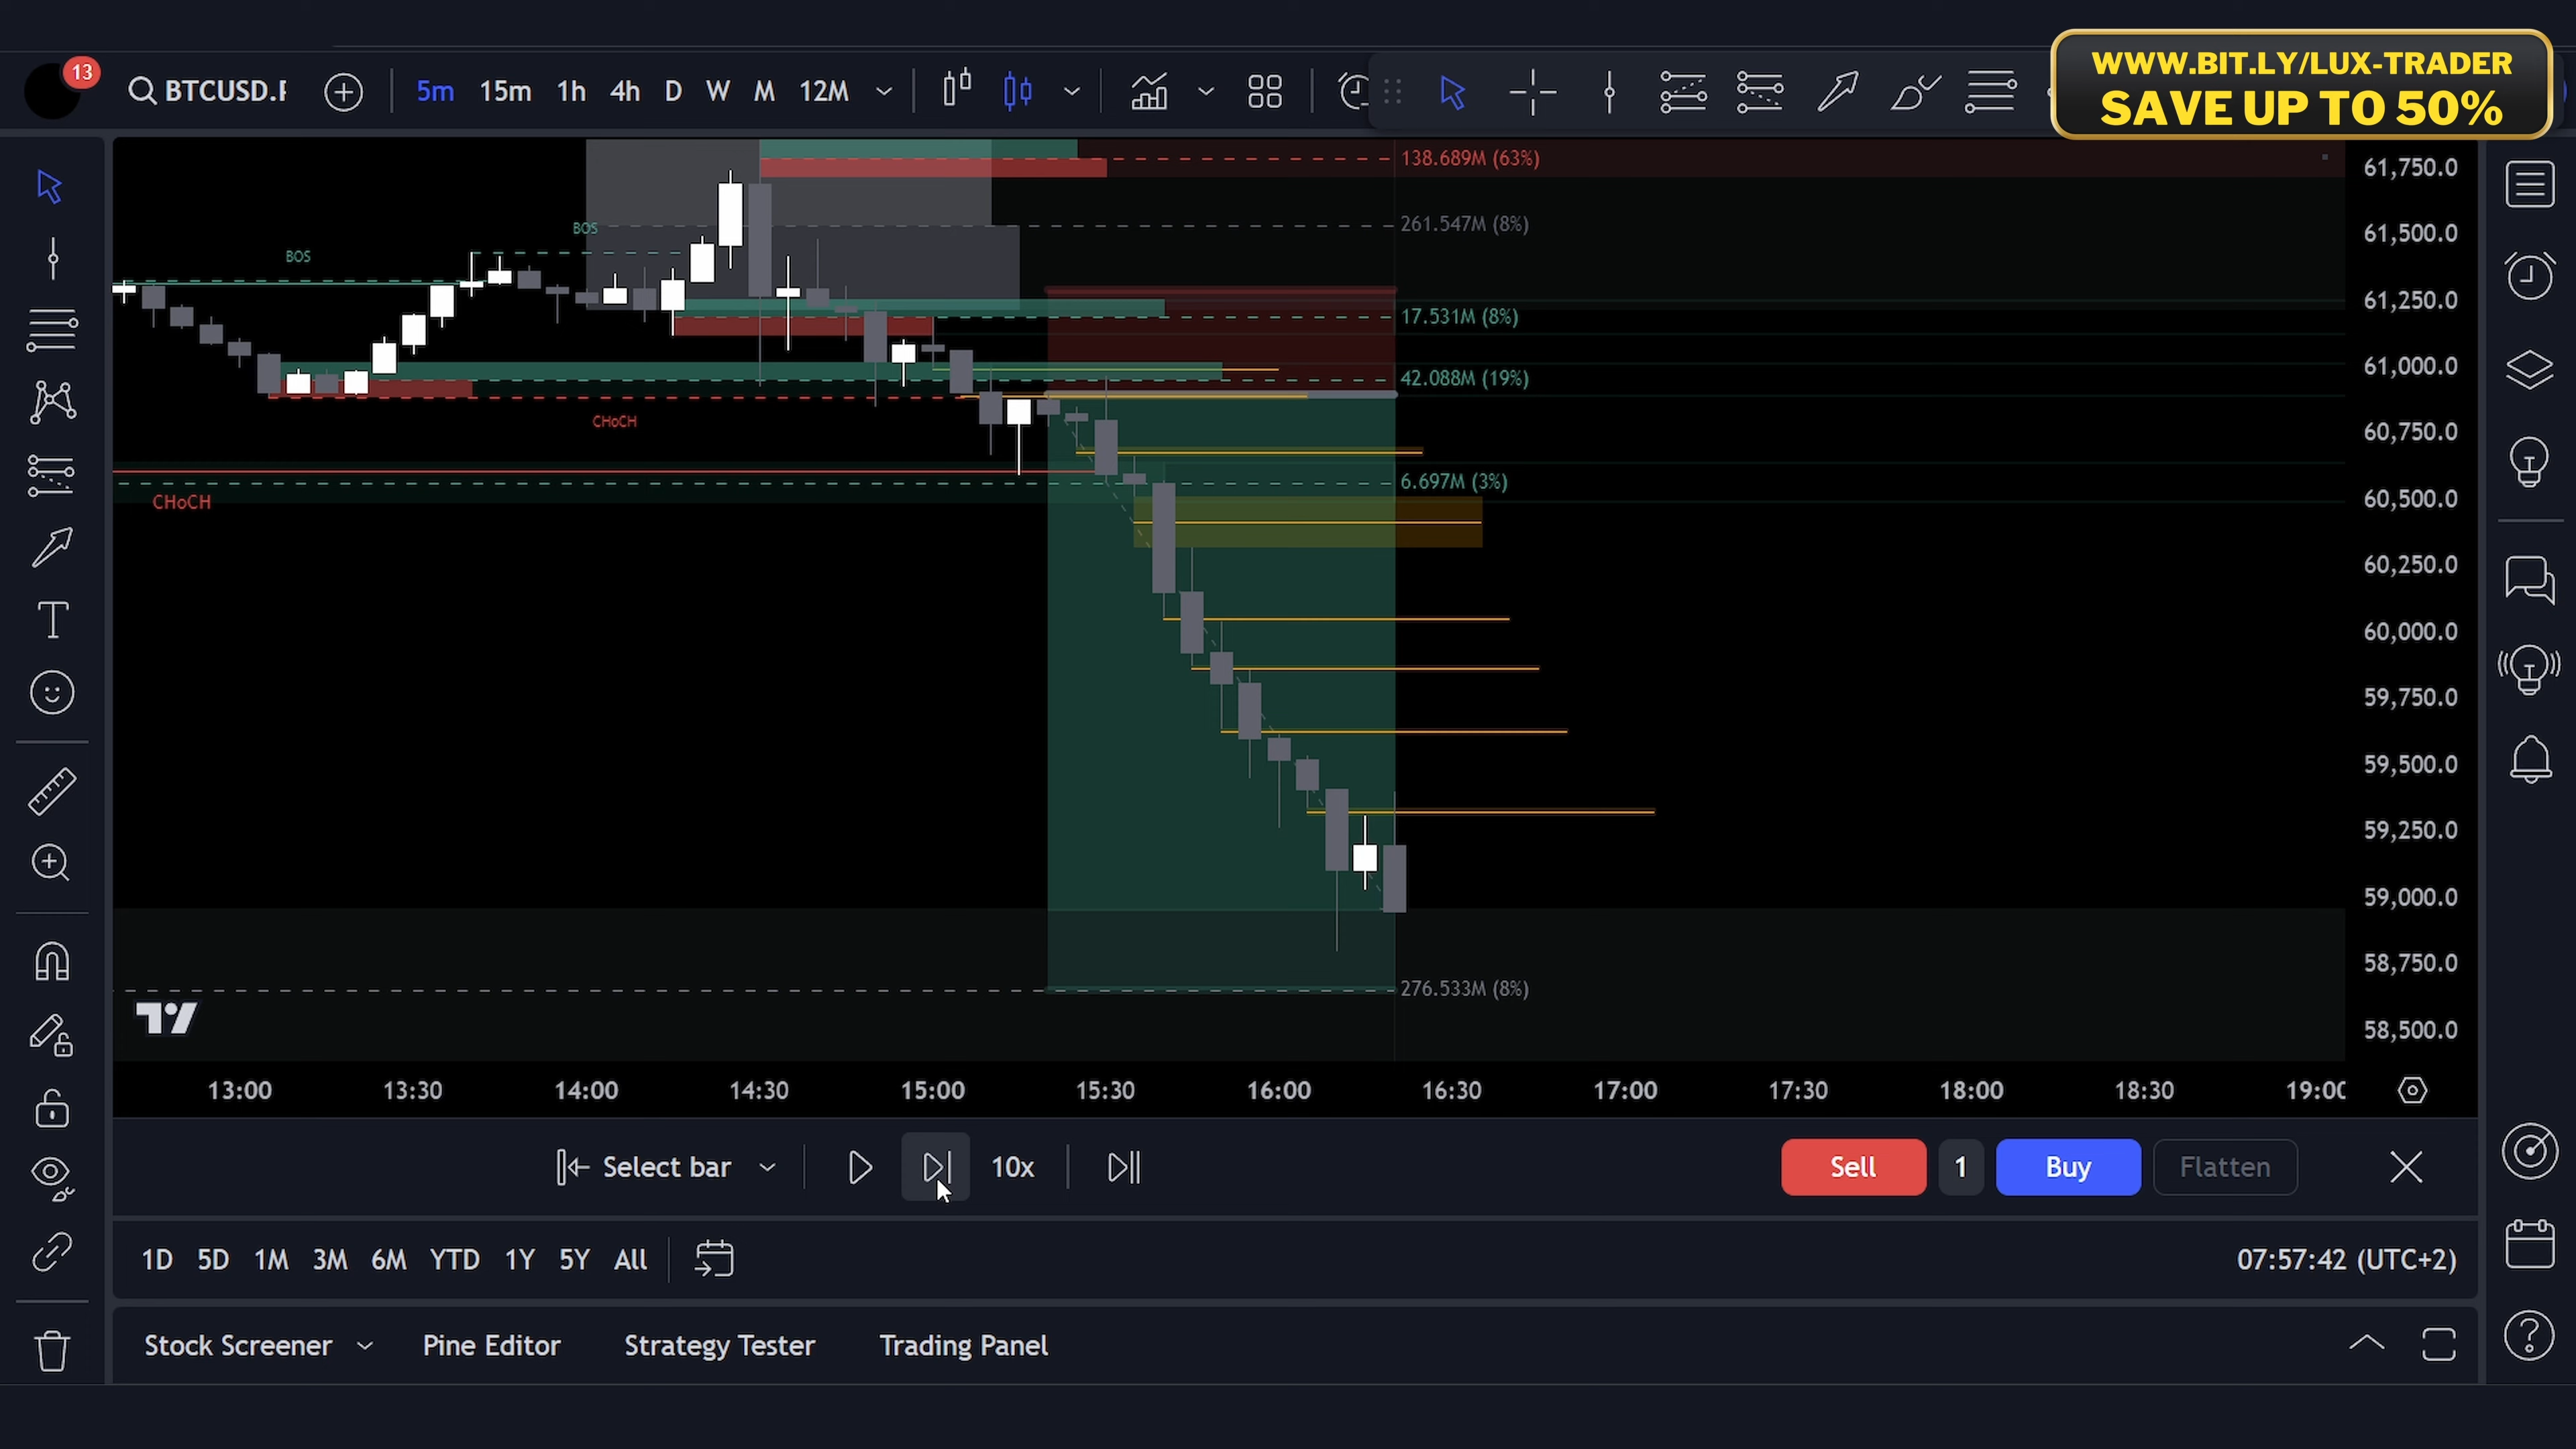 WWW.BIT.LY/LUX-TRADER
SAVE UP TO 50%
13
BTCUSD.F
5m 15m 1h 4h D W M 12M
138.689M (63%)
261.547M (8%)
17.531M (8%)
42.088M (19%)
6.697M (3%)
276.533M (8%)
BOS
BOS
CHoCH
CHoCH
61,750.0
61,500.0
61,250.0
61,000.0
60,750.0
60,500.0
60,250.0
60,000.0
59,750.0
59,500.0
59,250.0
59,000.0
58,750.0
58,500.0
13:00 13:30 14:00 14:30 15:00 15:30 16:00 16:30 17:00 17:30 18:00 18:30 19:00
Select bar 10x Sell 1 Buy Flatten
1D 5D 1M 3M 6M YTD 1Y 5Y All 07:57:42 (UTC+2)
Stock Screener Pine Editor Strategy Tester Trading Panel